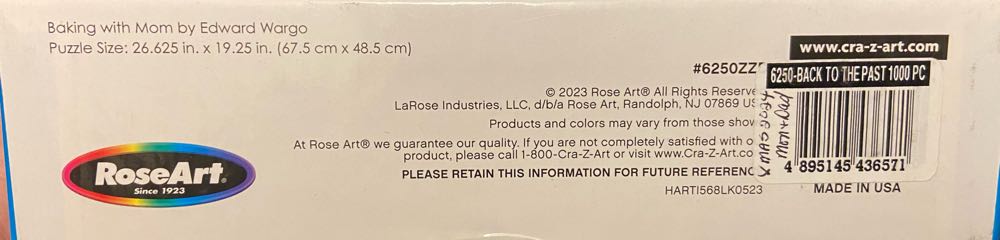 Baking with Mom by Edward Wargo
Puzzle Size: 26.625 in. x 19.25 in. (67.5 cm x 48.5 cm)
www.cra-z-art.com
#6250ZZ
6250-BACK TO THE PAST 1000 PC
© 2023 Rose Art® All Rights Reserve
LaRose Industries, LLC, d/b/a Rose Art, Randolph, NJ 07869 US
Products and colors may vary from those show
At Rose Art® we guarantee our quality. If you are not completely satisfied with o
product, please call 1-800-Cra-Z-Art or visit www.Cra-Z-Art.co
PLEASE RETAIN THIS INFORMATION FOR FUTURE REFERENC
HARTI568LK0523
Mom + Dad
4 895145 436571
MADE IN USA
RoseArt®
Since 1923